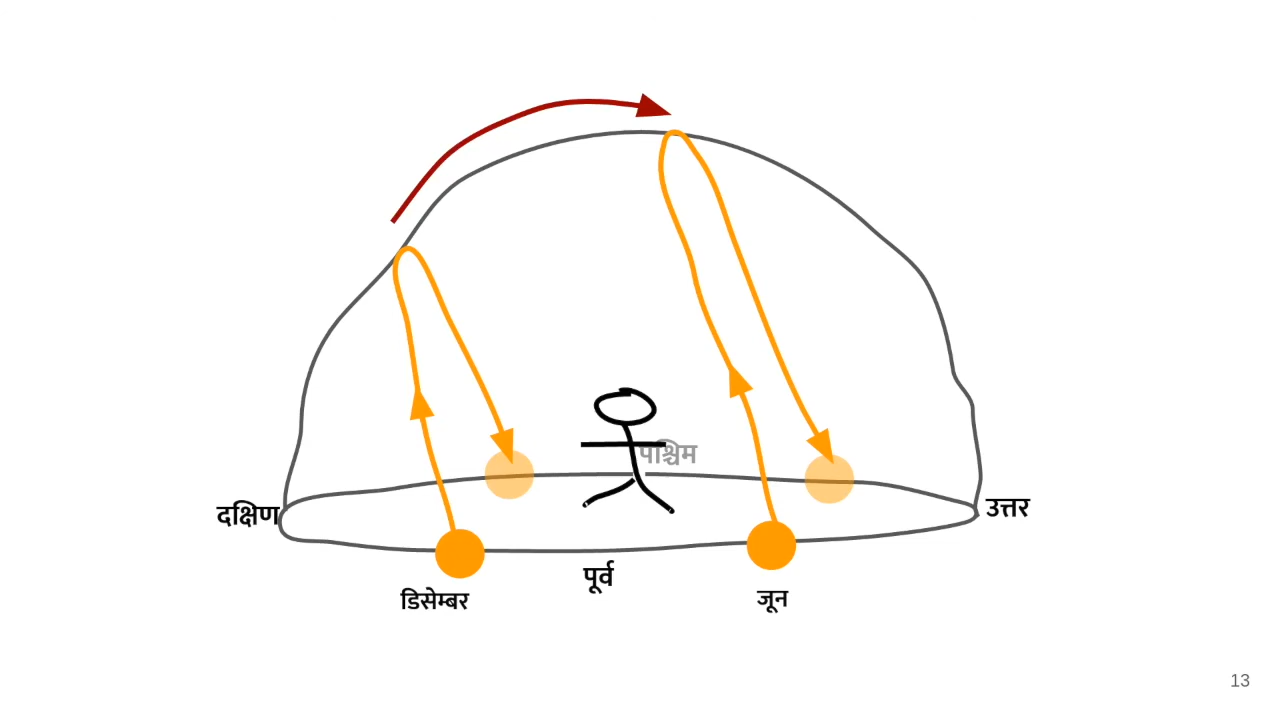 पश्चिम
दक्षिण
उत्तर
पूर्व
डिसेम्बर
जून
13